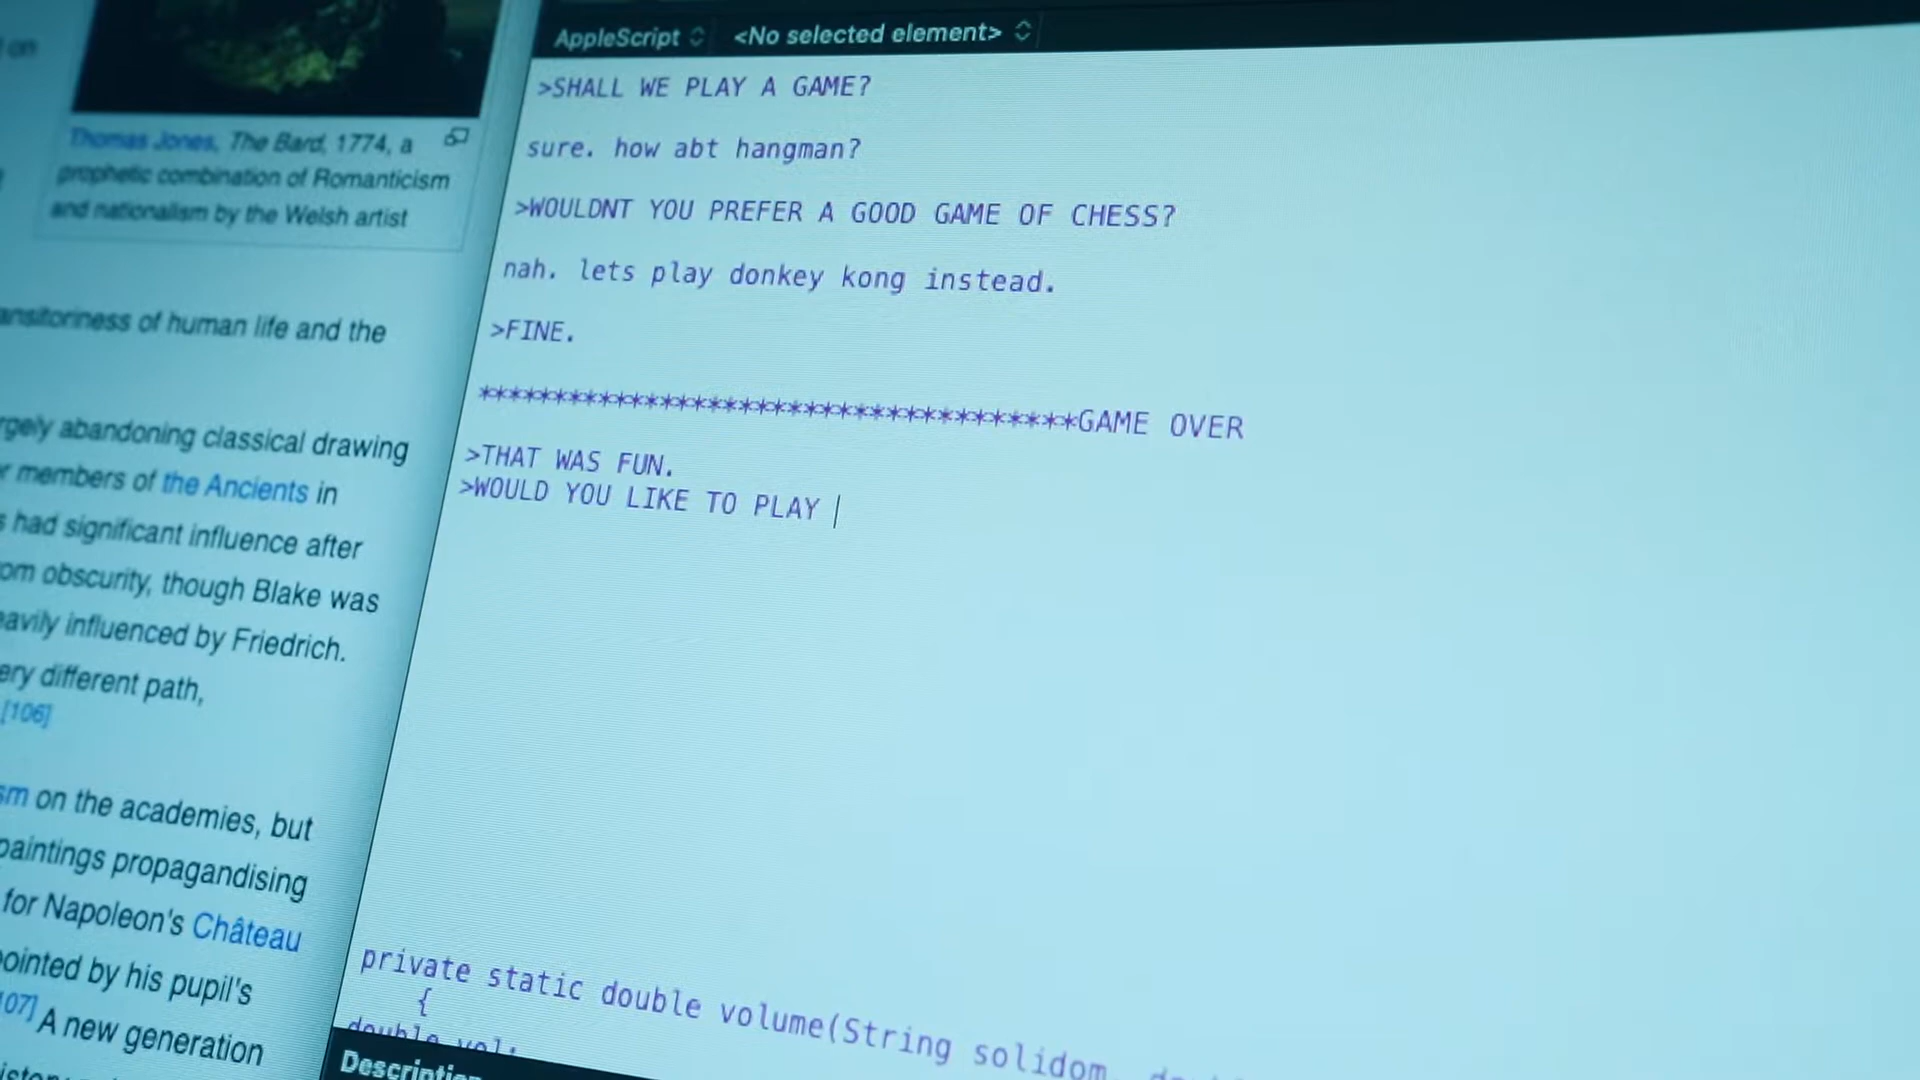 on
Thomas Jones, The Bard, 1774, a
prophetic combination of Romanticism
and nationalism by the Welsh artist
ansitoriness of human life and the
rgely abandoning classical drawing
r members of the Ancients in
s had significant influence after
om obscurity, though Blake was
eavily influenced by Friedrich.
ery different path,
[106]
sm on the academies, but
paintings propagandising
for Napoleon's Château
ointed by his pupil's
107] A new generation
AppleScript <No selected element>
>SHALL WE PLAY A GAME?
sure. how abt hangman?
>WOULDNT YOU PREFER A GOOD GAME OF CHESS?
nah. lets play donkey kong instead.
>FINE.
***************************************GAME OVER
>THAT WAS FUN.
>WOULD YOU LIKE TO PLAY
private static double volume(String solidom,
{
double vol;
Description